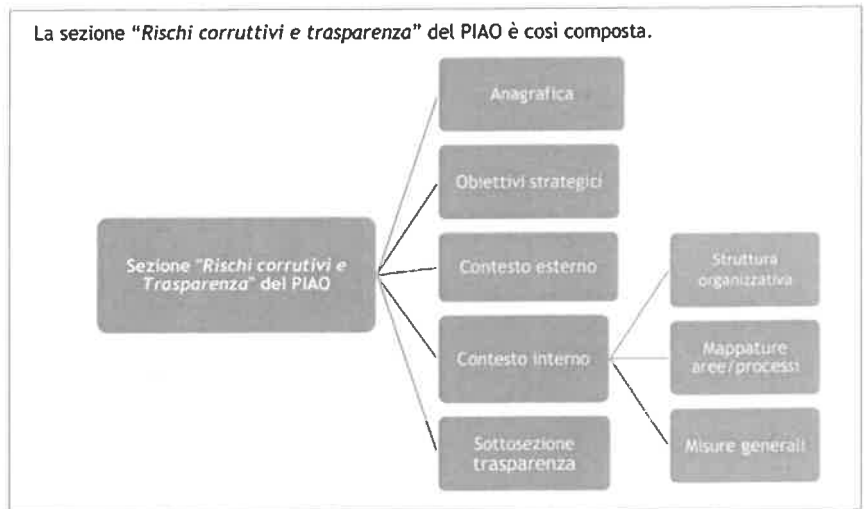 La sezione “Rischi corruttivi e trasparenza” del PIAO è così composta.
Anagrafica
Obiettivi strategici
Sezione "Rischi corrutivi e
Trasparenza" del PIAO
Contesto esterno
Contesto interno
Sottosezione
trasparenza
Struttura
organizzativa
Mappature
aree/processi
Misure generali